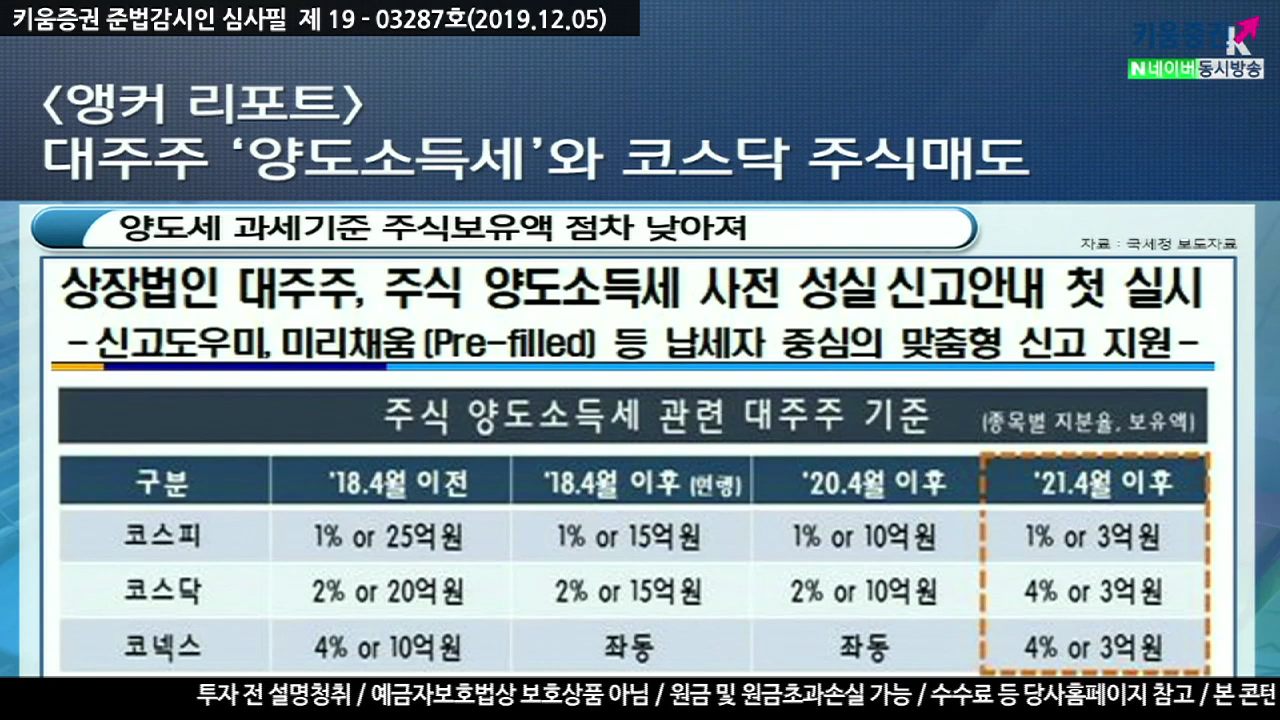 키움증권 준법감시인 심사필 제 19 - 03287호(2019.12.05)
키움증권
N 네이버 동시방송
<앵커 리포트>
대주주 ‘양도소득세’와 코스닥 주식매도
양도세 과세기준 주식보유액 점차 낮아져
자료 : 국세청 보도자료
상장법인 대주주, 주식 양도소득세 사전 성실신고안내 첫 실시
- 신고도우미, 미리채움(Pre-filled) 등 납세자 중심의 맞춤형 신고 지원 -
주식 양도소득세 관련 대주주 기준 (종목별 지분율, 보유액)
구분 '18.4월 이전 '18.4월 이후 (현행) '20.4월 이후 '21.4월 이후
코스피 1% or 25억원 1% or 15억원 1% or 10억원 1% or 3억원
코스닥 2% or 20억원 2% or 15억원 2% or 10억원 4% or 3억원
코넥스 4% or 10억원 좌동 좌동 4% or 3억원
투자 전 설명청취 / 예금자보호법상 보호상품 아님 / 원금 및 원금초과손실 가능 / 수수료 등 당사홈페이지 참고 / 본 콘텐